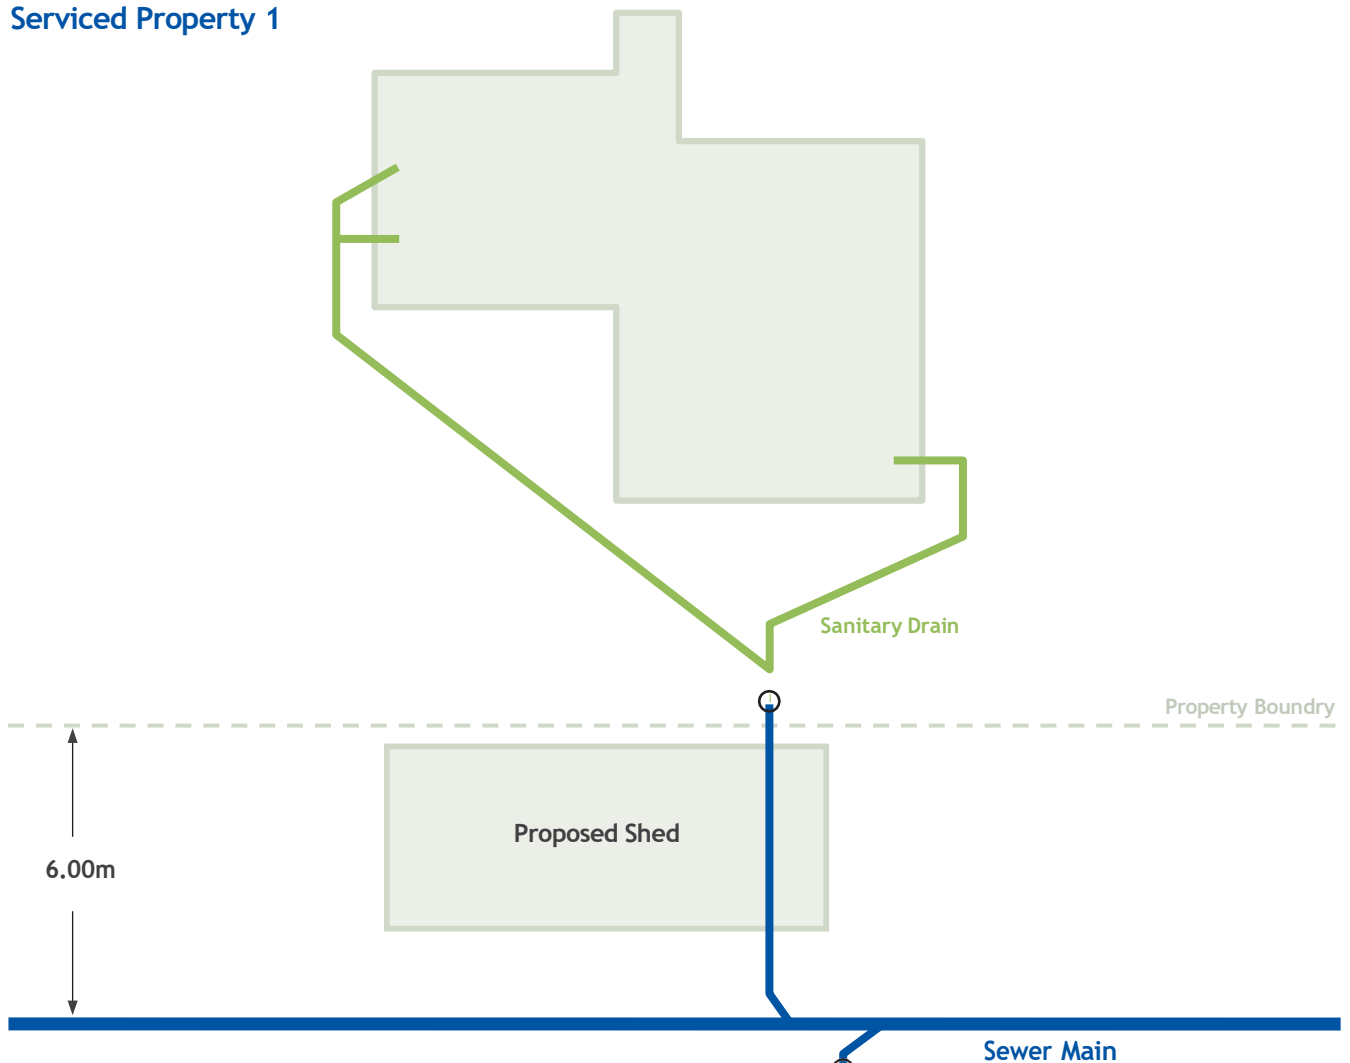 Serviced Property 1
Sanitary Drain
Property Boundry
Proposed Shed
6.00m
Sewer Main